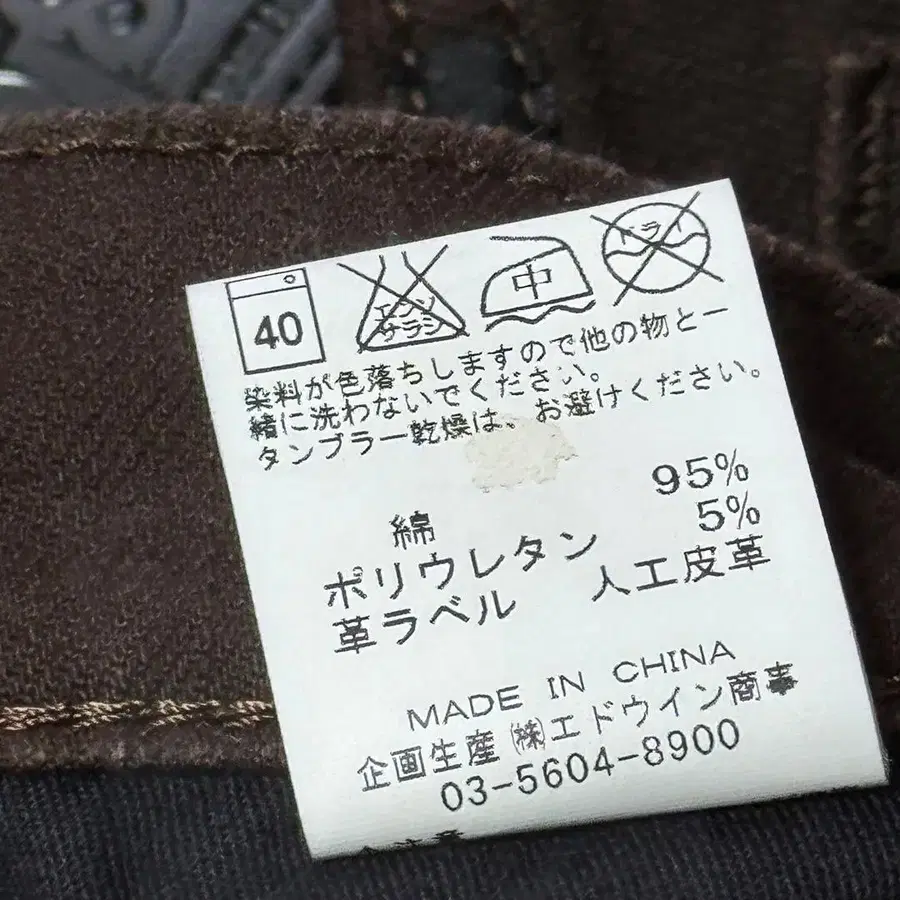 40
エンソ
サラシ
中
ドライ
染料が色落ちしますので他の物と一
緒に洗わないでください。
タンブラー乾燥は、お避けください。
綿 95%
ポリウレタン 5%
革ラベル 人工皮革
MADE IN CHINA
企画生産 ㈱エドウイン商事
03-5604-8900